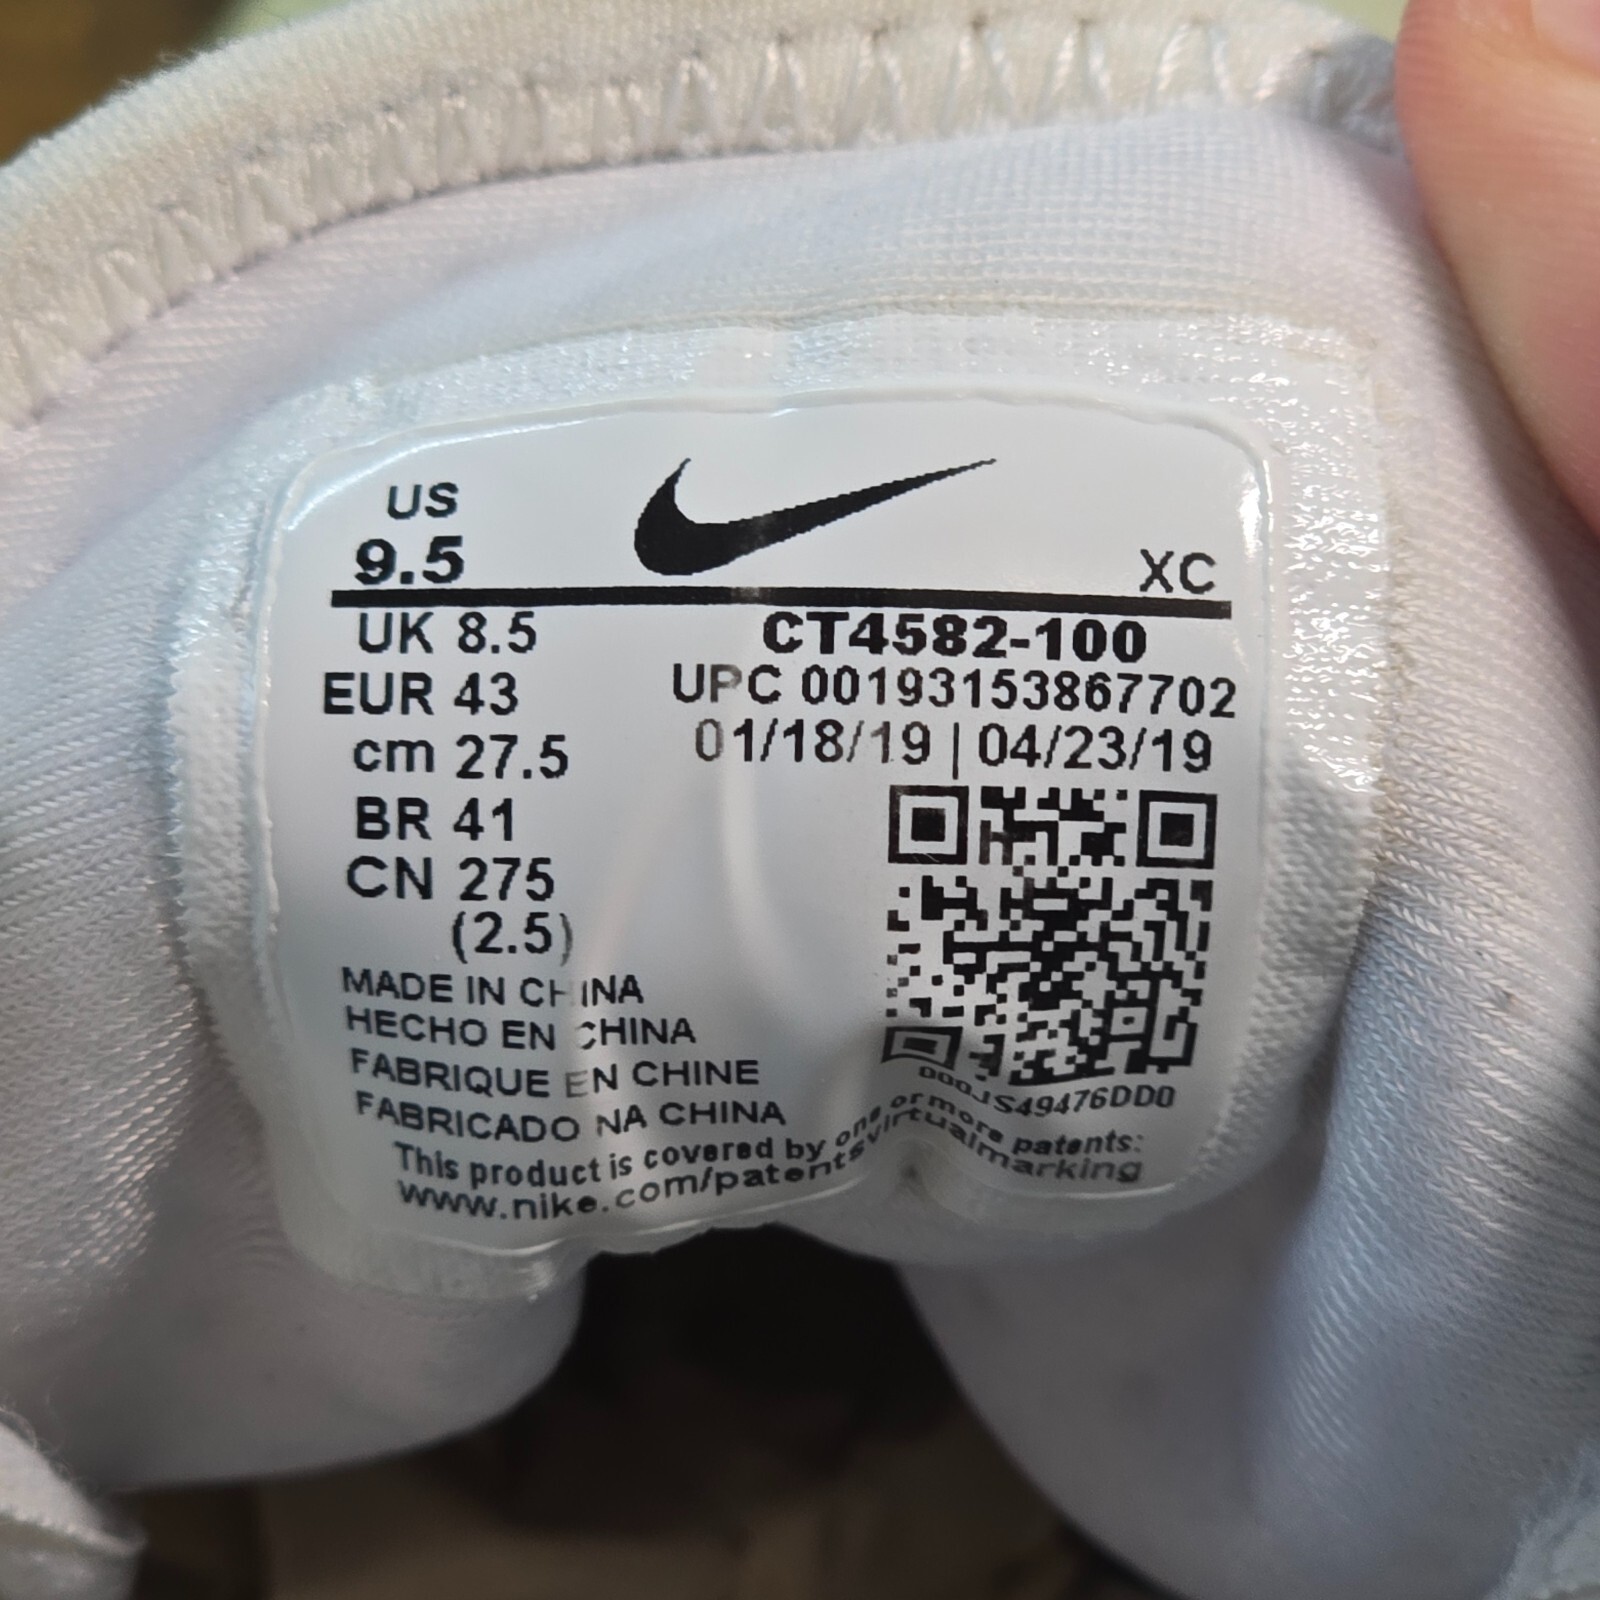 US
9.5
XC
UK 8.5
EUR 43
cm 27.5
BR 41
CN 275
(2.5)
CT4582-100
UPC 00193153867702
01/18/19 | 04/23/19
000JS49476DD0
MADE IN CHINA
HECHO EN CHINA
FABRIQUE EN CHINE
FABRICADO NA CHINA
This product is covered by one or more patents:
www.nike.com/patentsvirtualmarking